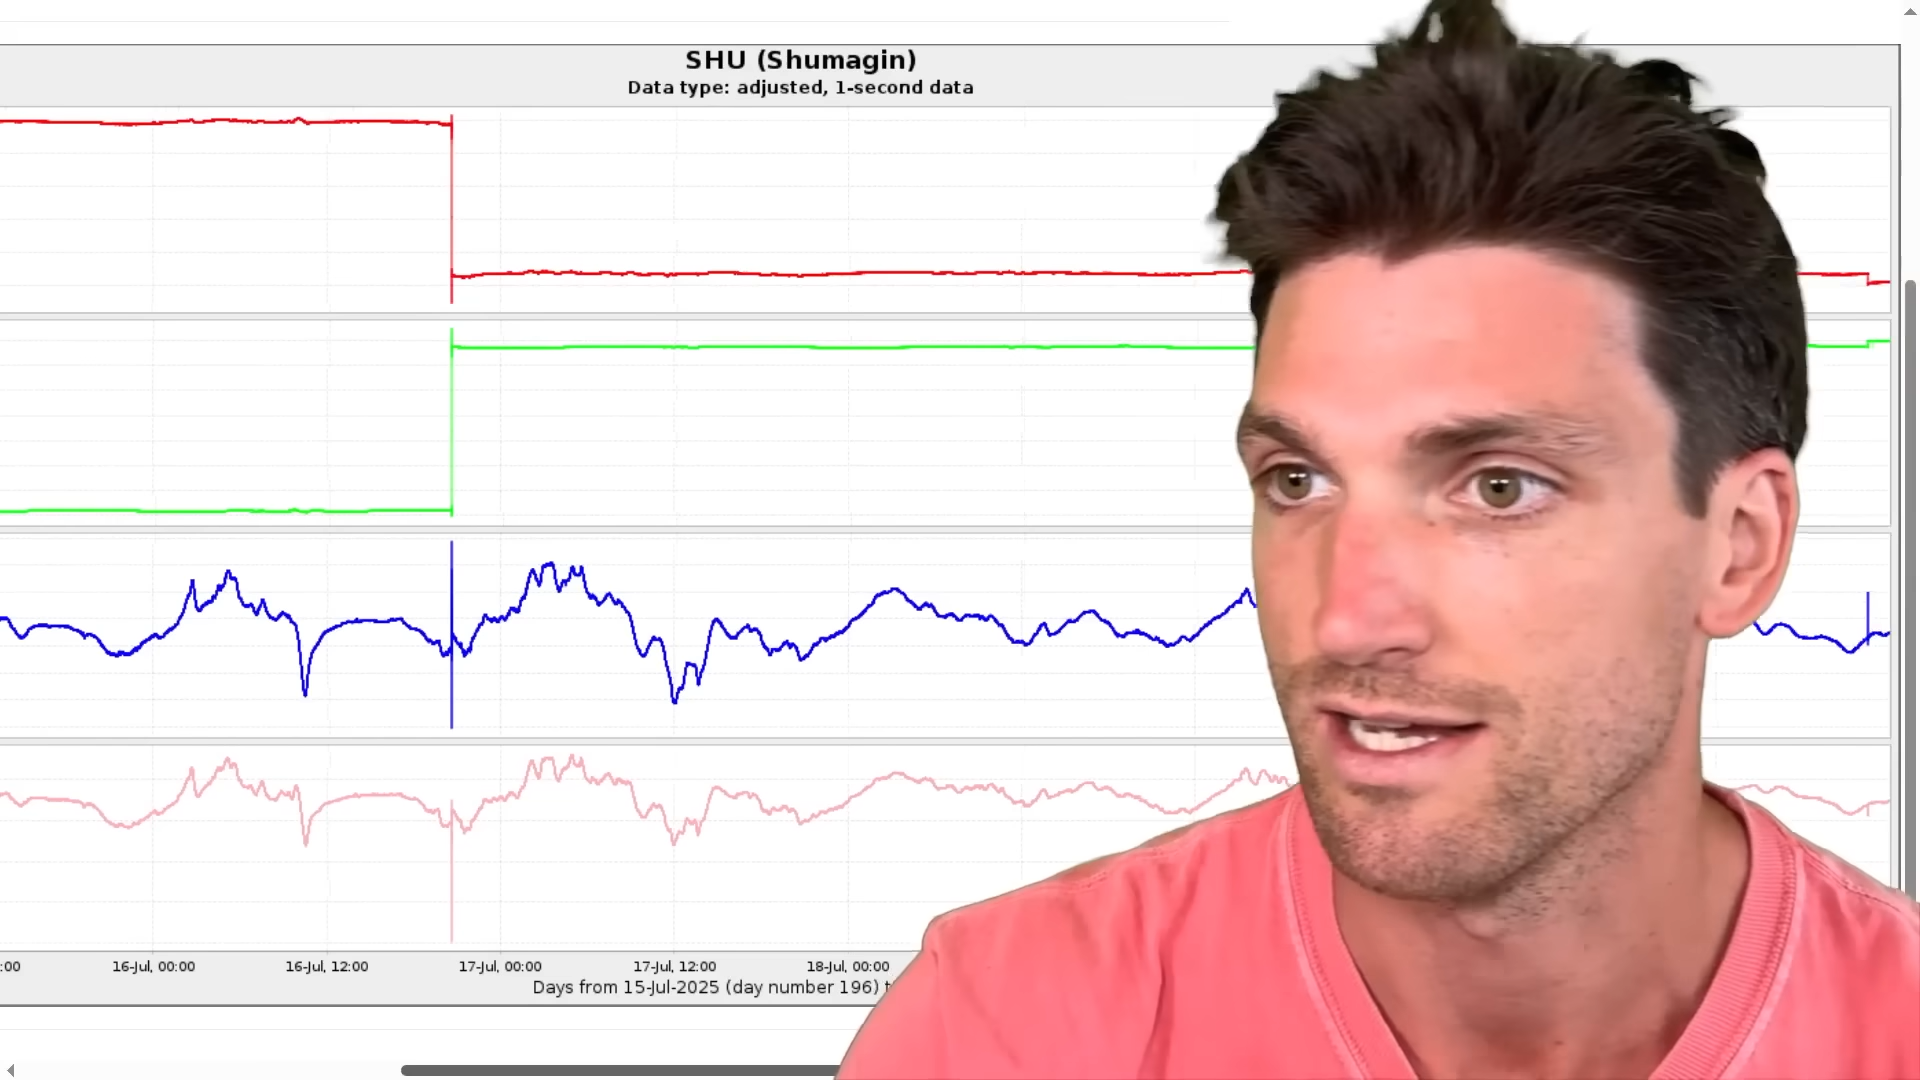 SHU (Shumagin)
Data type: adjusted, 1-second data
:00 16-Jul, 00:00 16-Jul, 12:00 17-Jul, 00:00 17-Jul, 12:00 18-Jul, 00:00
Days from 15-Jul-2025 (day number 196)